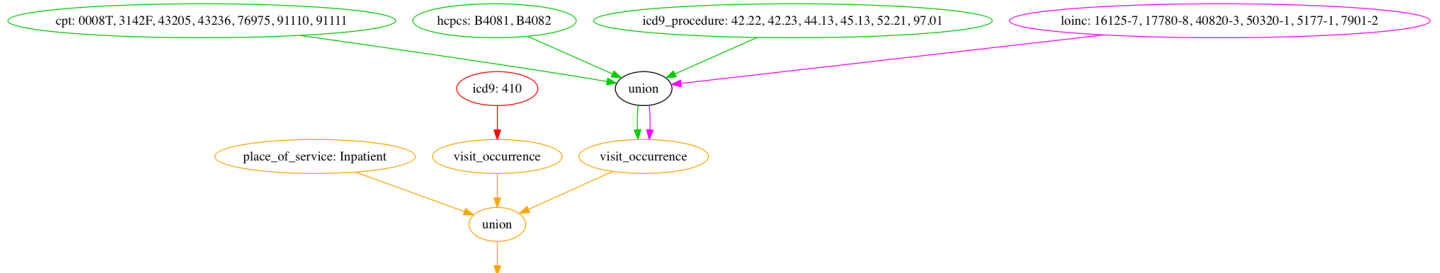 cpt: 0008T, 3142F, 43205, 43236, 76975, 91110, 91111
hcpcs: B4081, B4082
icd9_procedure: 42.22, 42.23, 44.13, 45.13, 52.21, 97.01
loinc: 16125-7, 17780-8, 40820-3, 50320-1, 5177-1, 7901-2
icd9: 410
union
place_of_service: Inpatient
visit_occurrence
visit_occurrence
union